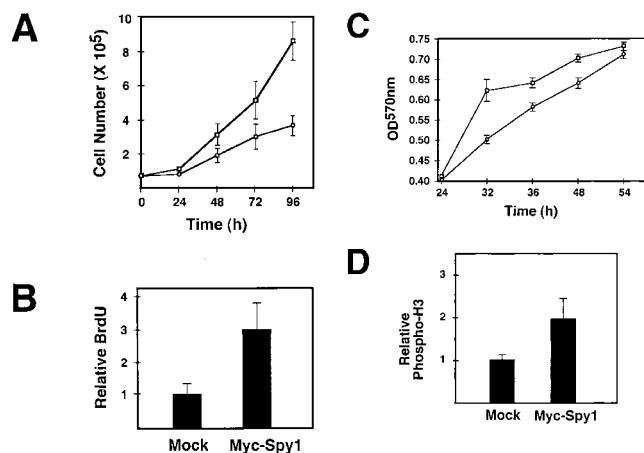 A
Cell Number (X 10⁵)
8
6
4
2
0 24 48 72 96
Time (h)
C
OD570nm
0.75
0.70
0.65
0.60
0.55
0.50
0.45
0.40
24 32 36 48 54
Time (h)
B
Relative BrdU
4
3
2
1
Mock Myc-Spy1
D
Relative
Phospho-H3
3
2
1
Mock Myc-Spy1